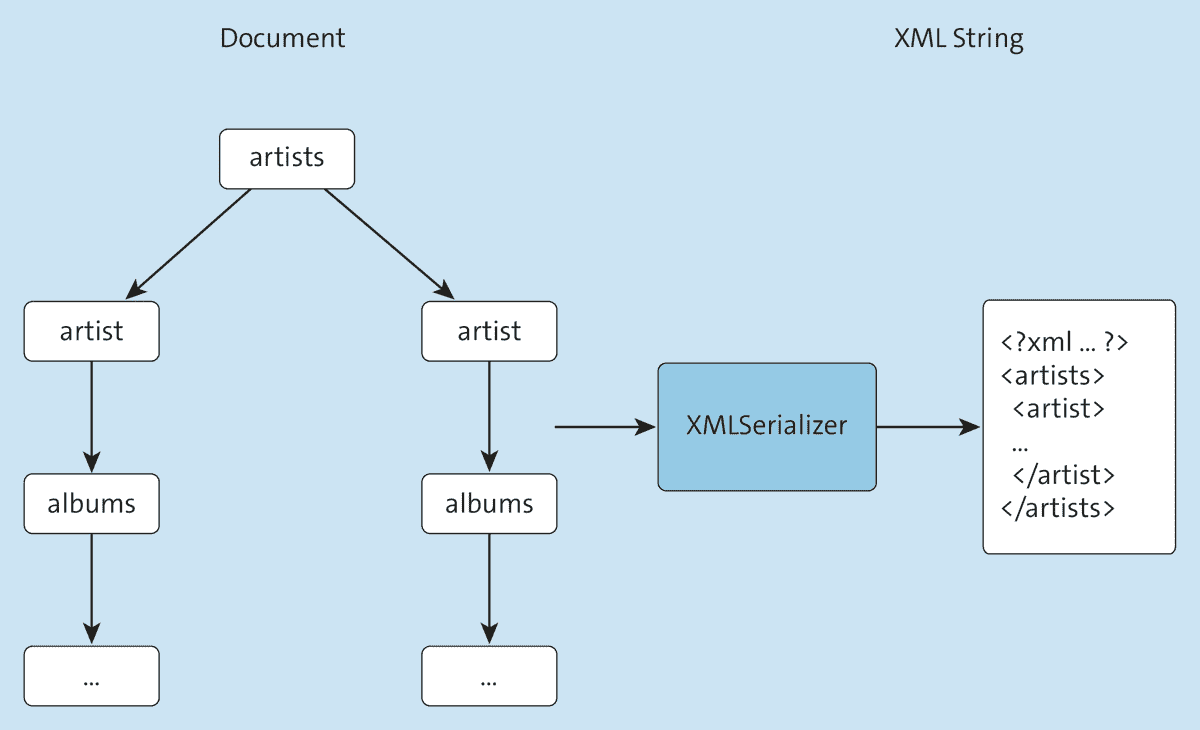 Document
XML String
artists
artist
artist
albums
albums
...
...
XMLSerializer
<?xml ... ?>
<artists>
<artist>
...
</artist>
</artists>